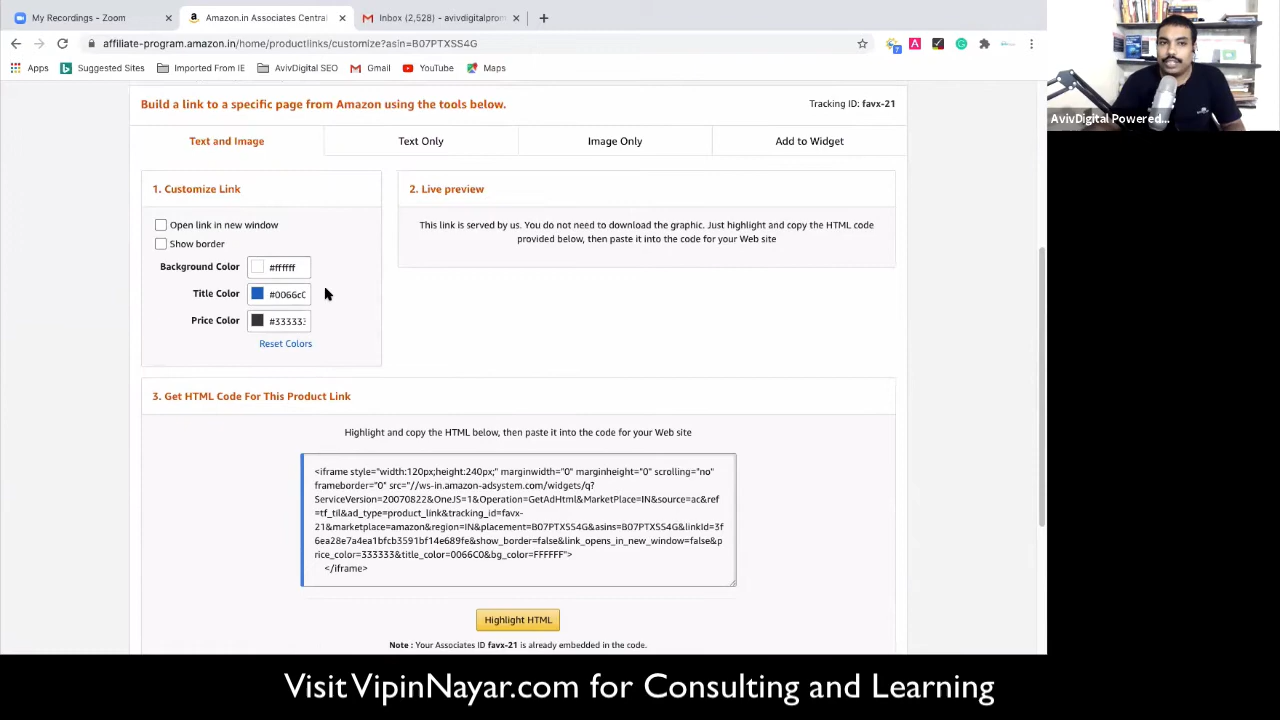 My Recordings - Zoom
Amazon.in Associates Central
Inbox (2,528) - avivdigitalprom
affiliate-program.amazon.in/home/productlinks/customize?asin=B07PTXSS4G
Apps
Suggested Sites
Imported From IE
AvivDigital SEO
Gmail
Maps
AvivDigital Powered...
Build a link to a specific page from Amazon using the tools below.
Tracking ID: favx-21
Text and Image
Text Only
Image Only
Add to Widget
1. Customize Link
Open link in new window
Show border
Background Color #ffffff
Title Color #0066c0
Price Color #33333
Reset Colors
2. Live preview
This link is served by us. You do not need to download the graphic. Just highlight and copy the HTML code
provided below, then paste it into the code for your Web site
3. Get HTML Code For This Product Link
Highlight and copy the HTML below, then paste it into the code for your Web site
<iframe style="width:120px;height:240px;" marginwidth="0" marginheight="0" scrolling="no"
frameborder="0" src="//ws-in.amazon-adsystem.com/widgets/q?
ServiceVersion=20070822&OneJS=1&Operation=GetAdHtml&MarketPlace=IN&source=ac&ref
=tf_til&ad_type=product_link&tracking_id=favx-
21&marketplace=amazon&region=IN&placement=B07PTXSS4G&asins=B07PTXSS4G&linkId=3f
6ea28e7a4ea1bfcb3591bf14e689fe&show_border=false&link_opens_in_new_window=false&p
rice_color=333333&title_color=0066C0&bg_color=FFFFFF">
</iframe>
Highlight HTML
Note : Your Associates ID favx-21 is already embedded in the code.
Visit VipinNayar.com for Consulting and Learning